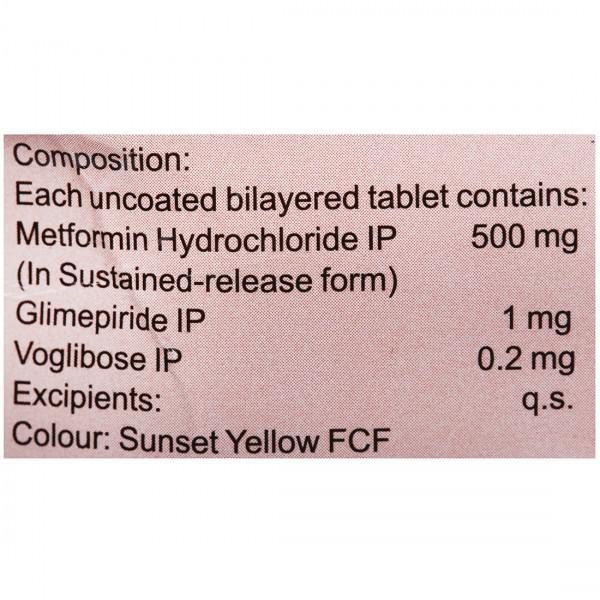 Composition:
Each uncoated bilayered tablet contains:
Metformin Hydrochloride IP 500 mg
(In Sustained-release form)
Glimepiride IP 1 mg
Voglibose IP 0.2 mg
Excipients: q.s.
Colour: Sunset Yellow FCF